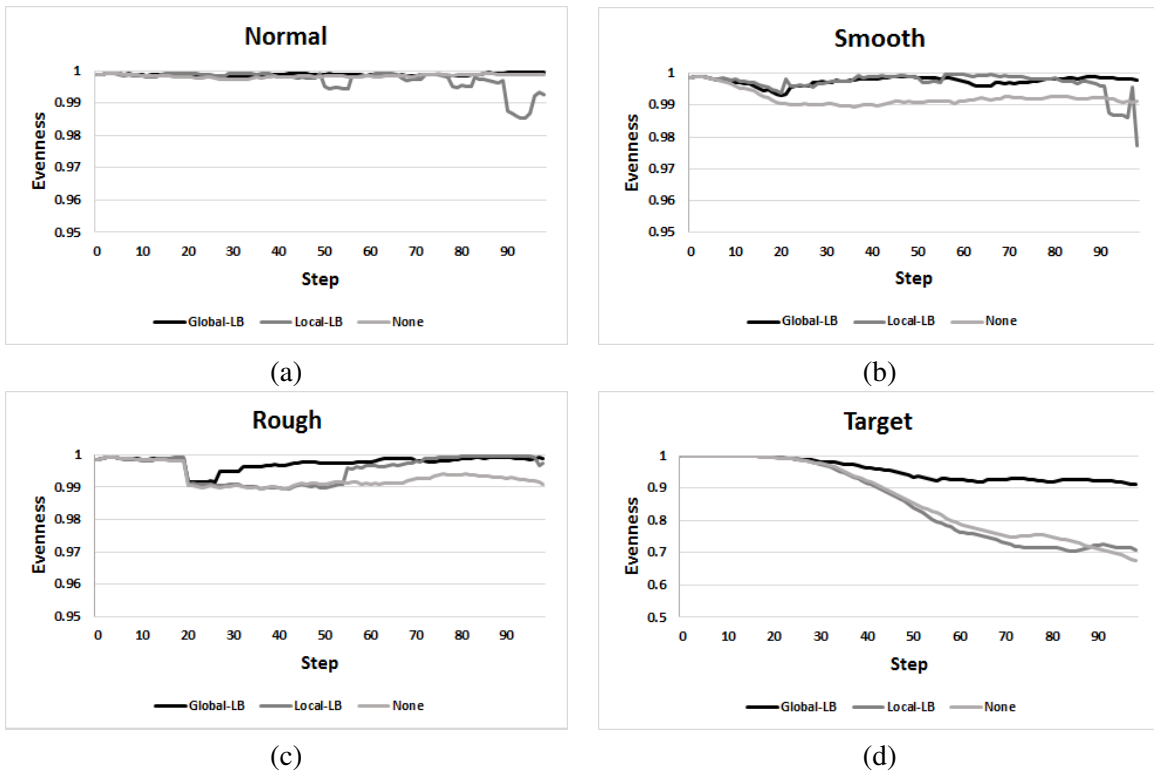 Normal
1
0.99
0.98
0.97
0.96
0.95
Evenness
0 10 20 30 40 50 60 70 80 90
Step
Global-LB Local-LB None
(a)
Smooth
1
0.99
0.98
0.97
0.96
0.95
Evenness
0 10 20 30 40 50 60 70 80 90
Step
Global-LB Local-LB None
(b)
Rough
1
0.99
0.98
0.97
0.96
0.95
Evenness
0 10 20 30 40 50 60 70 80 90
Step
Global-LB Local-LB None
(c)
Target
1
0.9
0.8
0.7
0.6
0.5
Evenness
0 10 20 30 40 50 60 70 80 90
Step
Global-LB Local-LB None
(d)